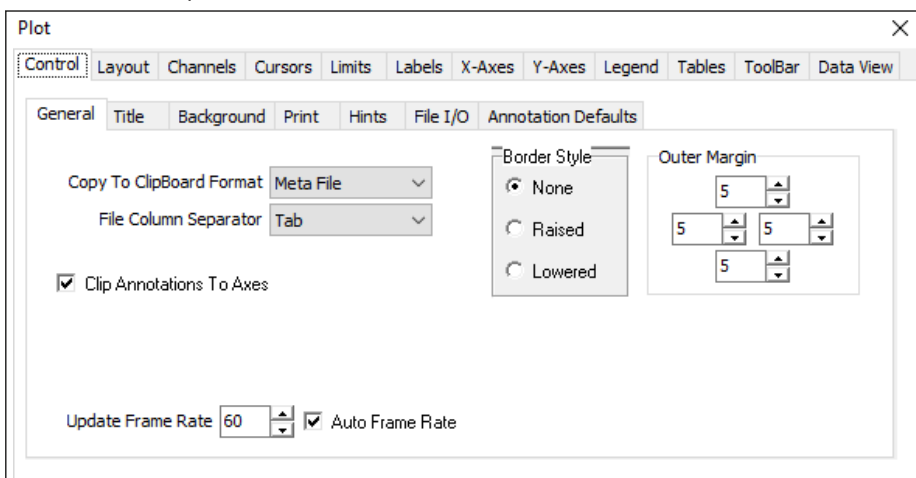 Plot
Control Layout Channels Cursors Limits Labels X-Axes Y-Axes Legend Tables ToolBar Data View
General Title Background Print Hints File I/O Annotation Defaults
Copy To ClipBoard Format Meta File
File Column Separator Tab
Clip Annotations To Axes
Border Style
None
Raised
Lowered
Outer Margin
5
5 5
5
Update Frame Rate 60 Auto Frame Rate